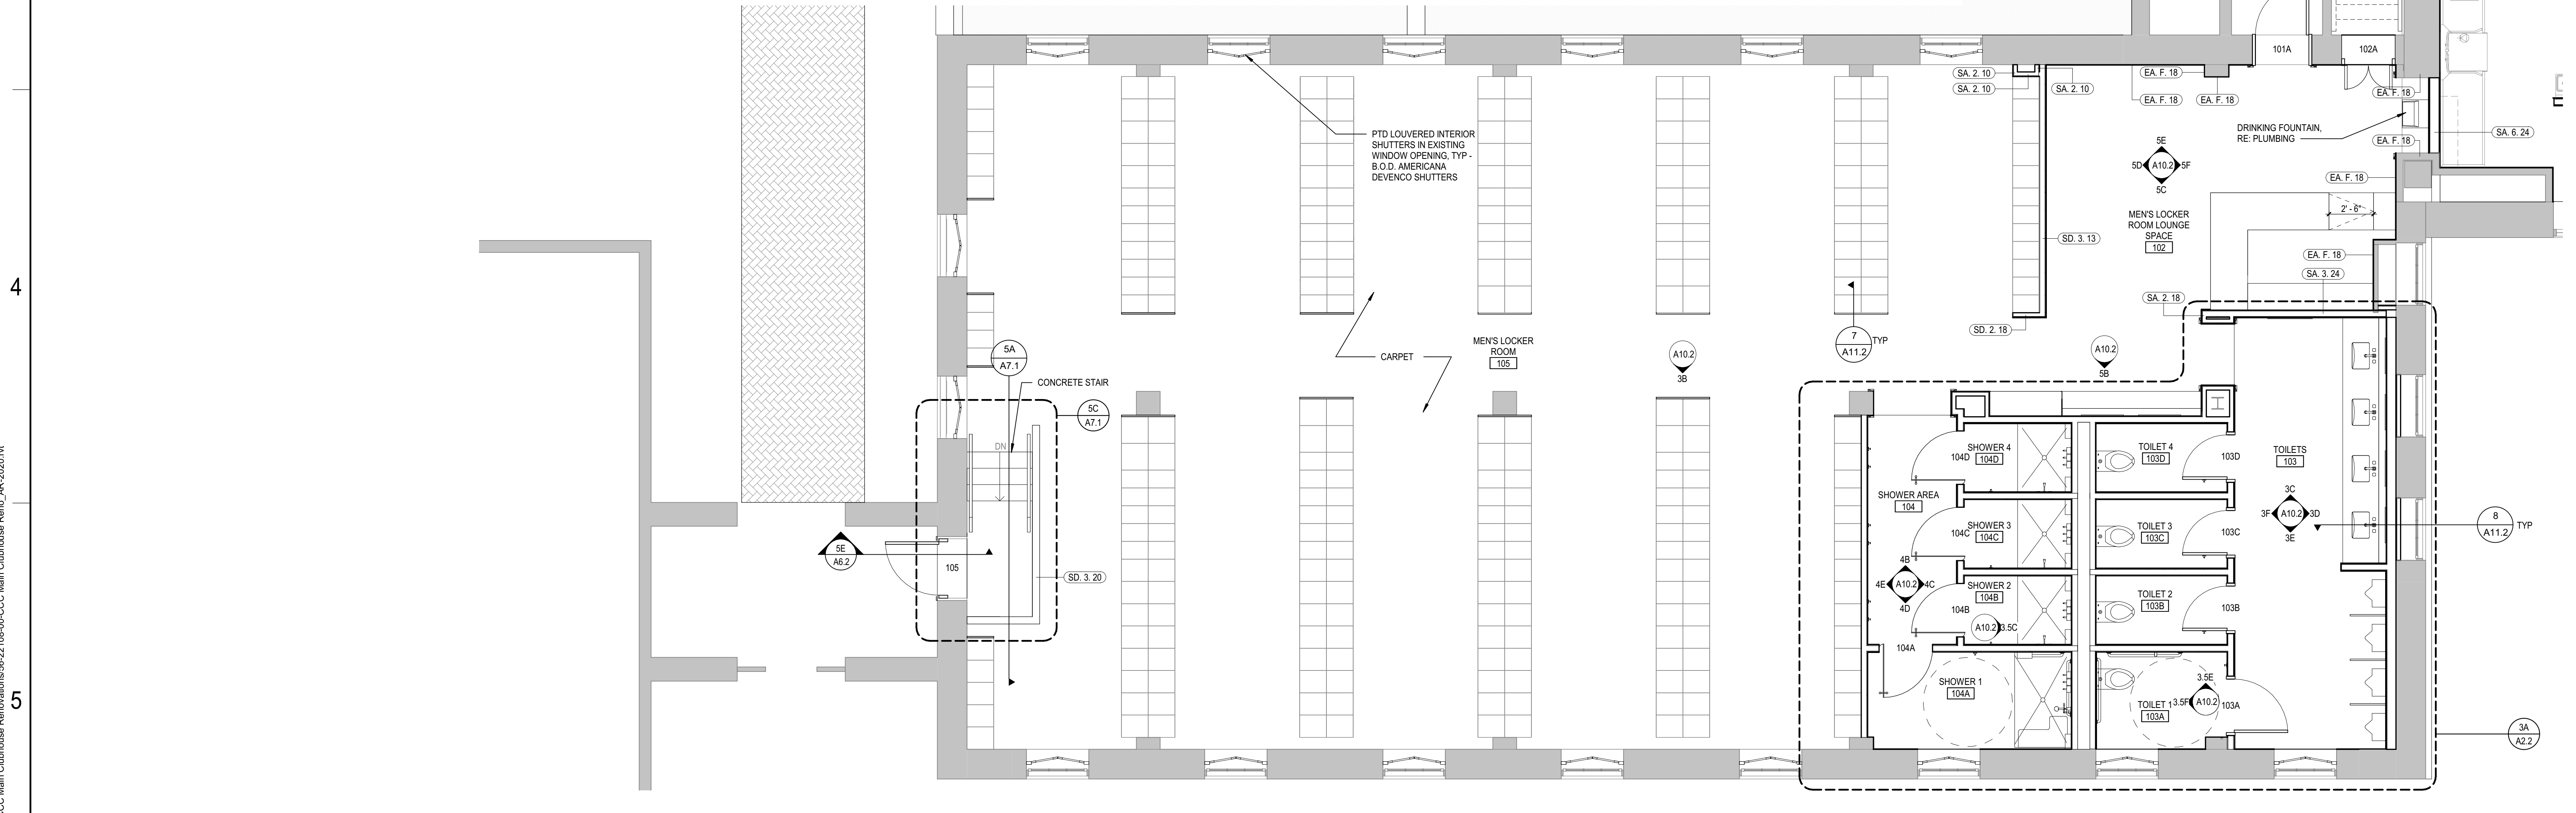 4
5
101A
102A
SA. 2. 10
SA. 2. 10
SA. 2. 10
EA. F. 18
EA. F. 18
EA. F. 18
EA. F. 18
DRINKING FOUNTAIN,
RE: PLUMBING
SA. 6. 24
EA. F. 18
PTD LOUVERED INTERIOR
SHUTTERS IN EXISTING
WINDOW OPENING, TYP -
B.O.D. AMERICANA
DEVENCO SHUTTERS
5E
5D
A10.2
5F
5C
EA. F. 18
2' - 6"
MEN'S LOCKER
ROOM LOUNGE
SPACE
102
SD. 3. 13
EA. F. 18
SA. 3. 24
SA. 2. 18
SD. 2. 18
7
A11.2
TYP
MEN'S LOCKER
ROOM
105
CARPET
A10.2
3B
A10.2
5B
5A
A7.1
CONCRETE STAIR
5C
A7.1
DN
5E
A6.2
105
SD. 3. 20
SHOWER 4
104D
104D
TOILET 4
103D
103D
TOILETS
103
SHOWER AREA
104
SHOWER 3
104C
104C
TOILET 3
103C
103C
3C
3F
A10.2
3D
3E
8
A11.2
TYP
4B
4E
A10.2
4C
4D
SHOWER 2
104B
104B
A10.2
3.5C
TOILET 2
103B
103B
104A
SHOWER 1
104A
TOILET 1
103A
3.5E
3.5F
A10.2
103A
3A
A2.2